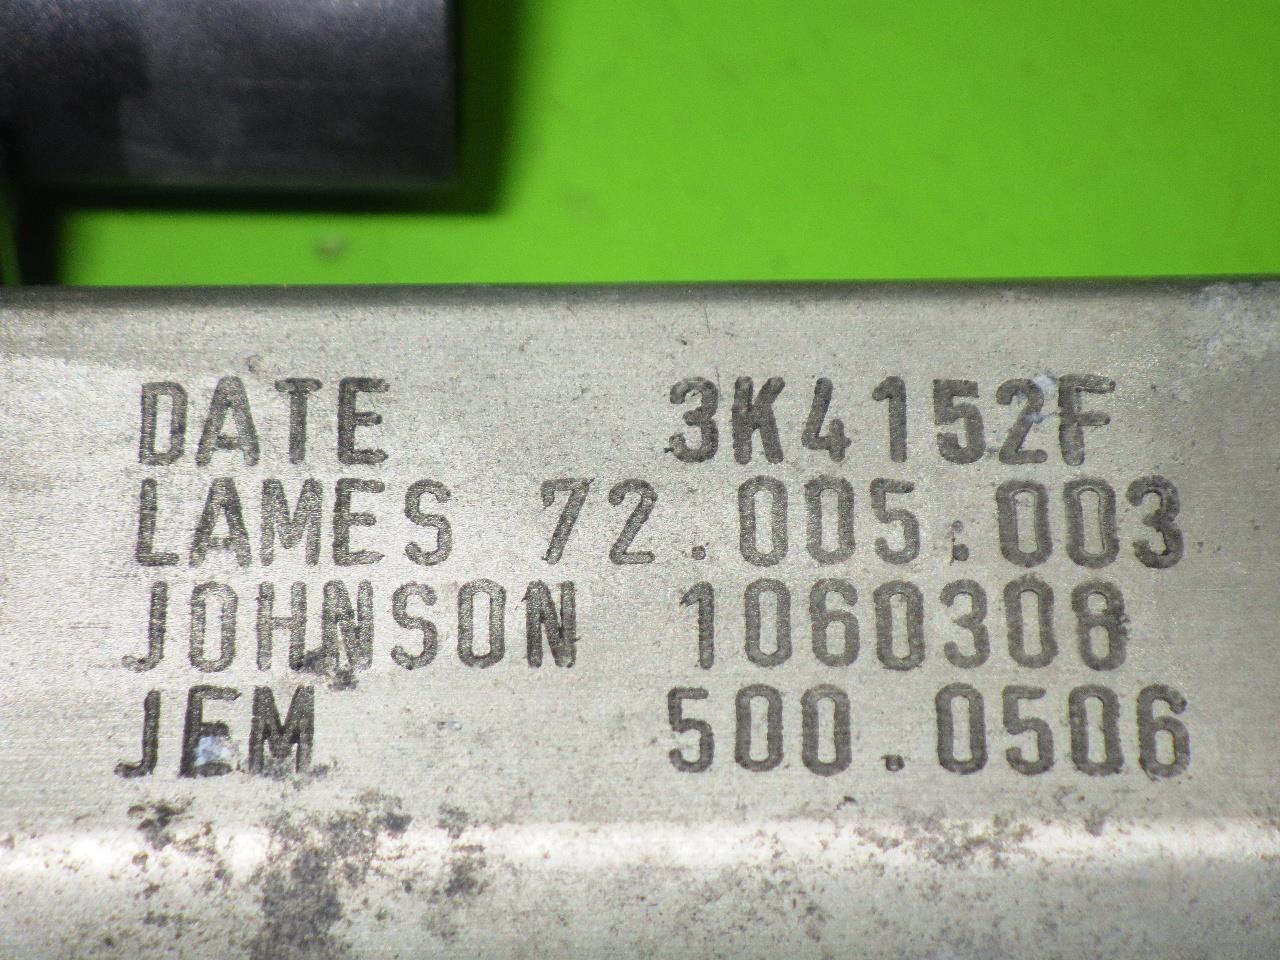 DATE 3K4152F
LAMES 72.005.003
JOHNSON 1060308
JEM 500.0506